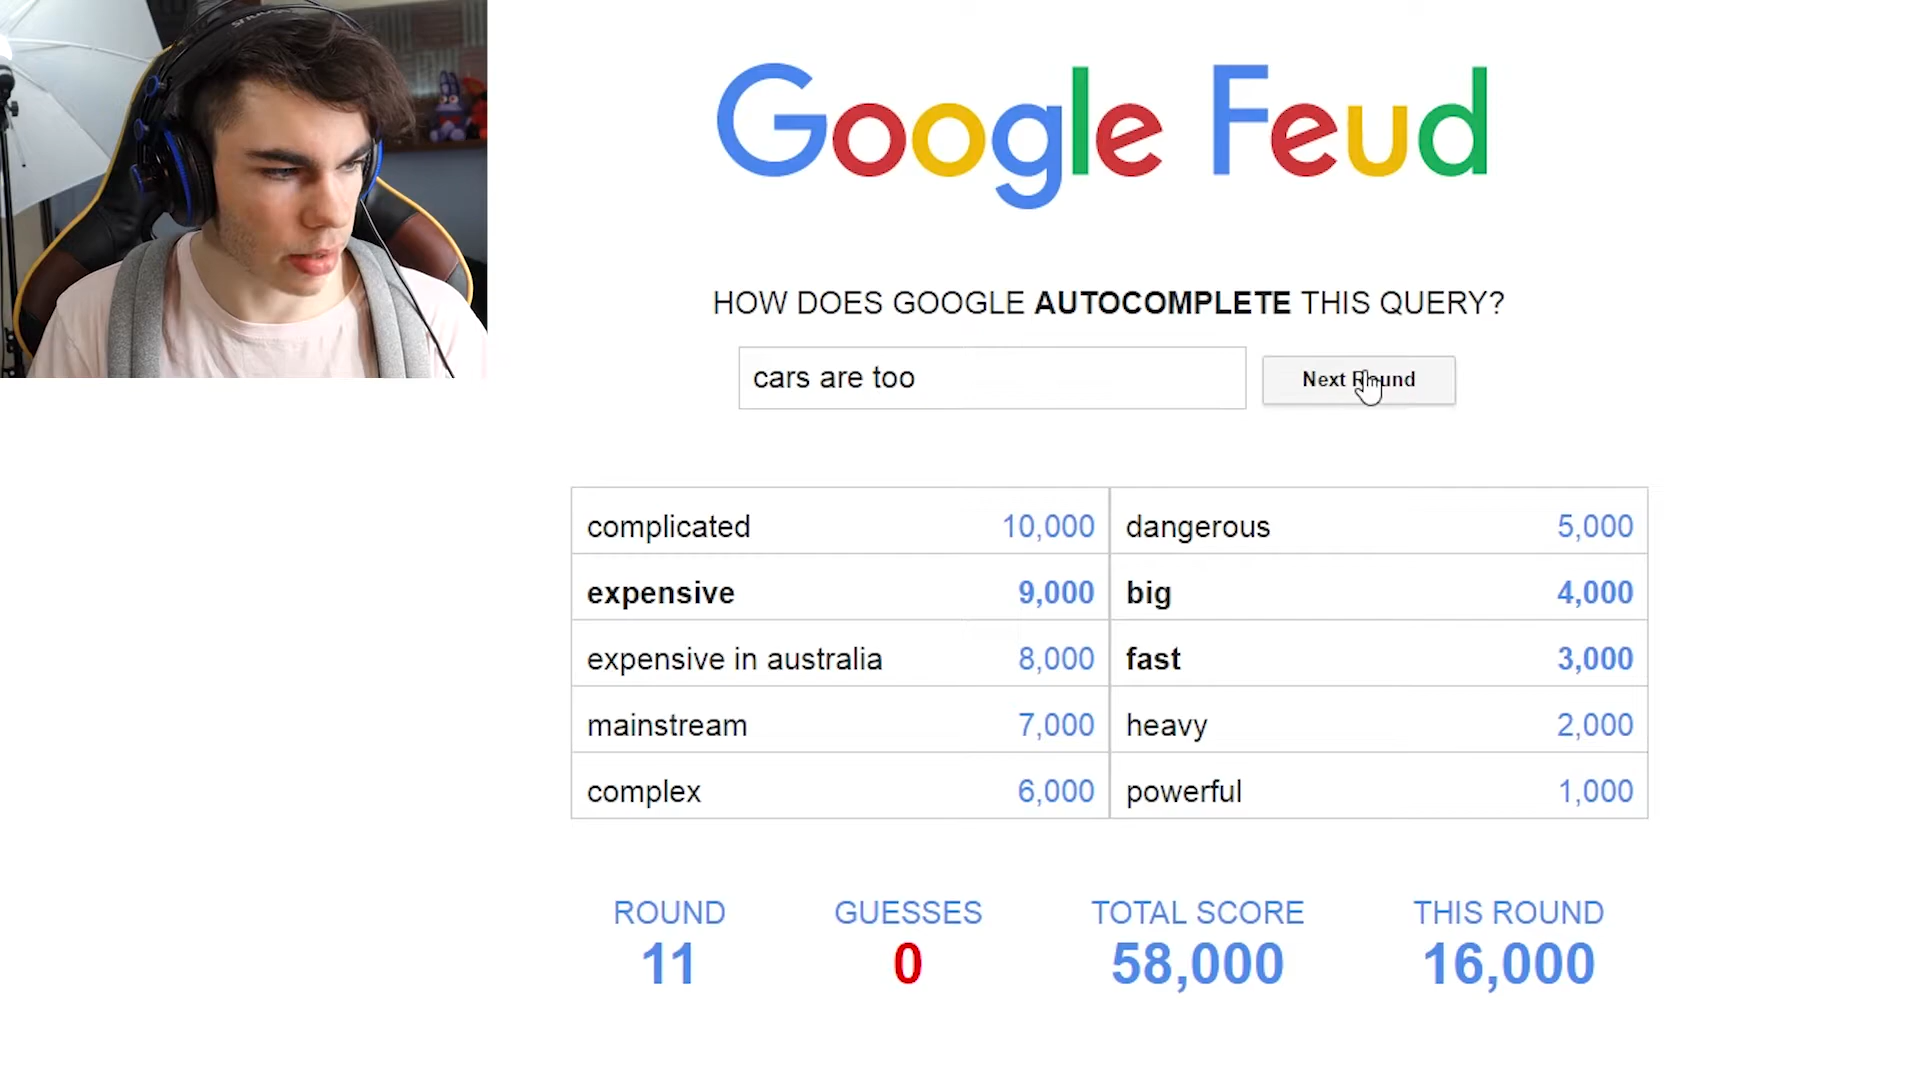 Google Feud
HOW DOES GOOGLE AUTOCOMPLETE THIS QUERY?
cars are too
Next Round
complicated 10,000
expensive 9,000
expensive in australia 8,000
mainstream 7,000
complex 6,000
dangerous 5,000
big 4,000
fast 3,000
heavy 2,000
powerful 1,000
ROUND
11
GUESSES
0
TOTAL SCORE
58,000
THIS ROUND
16,000